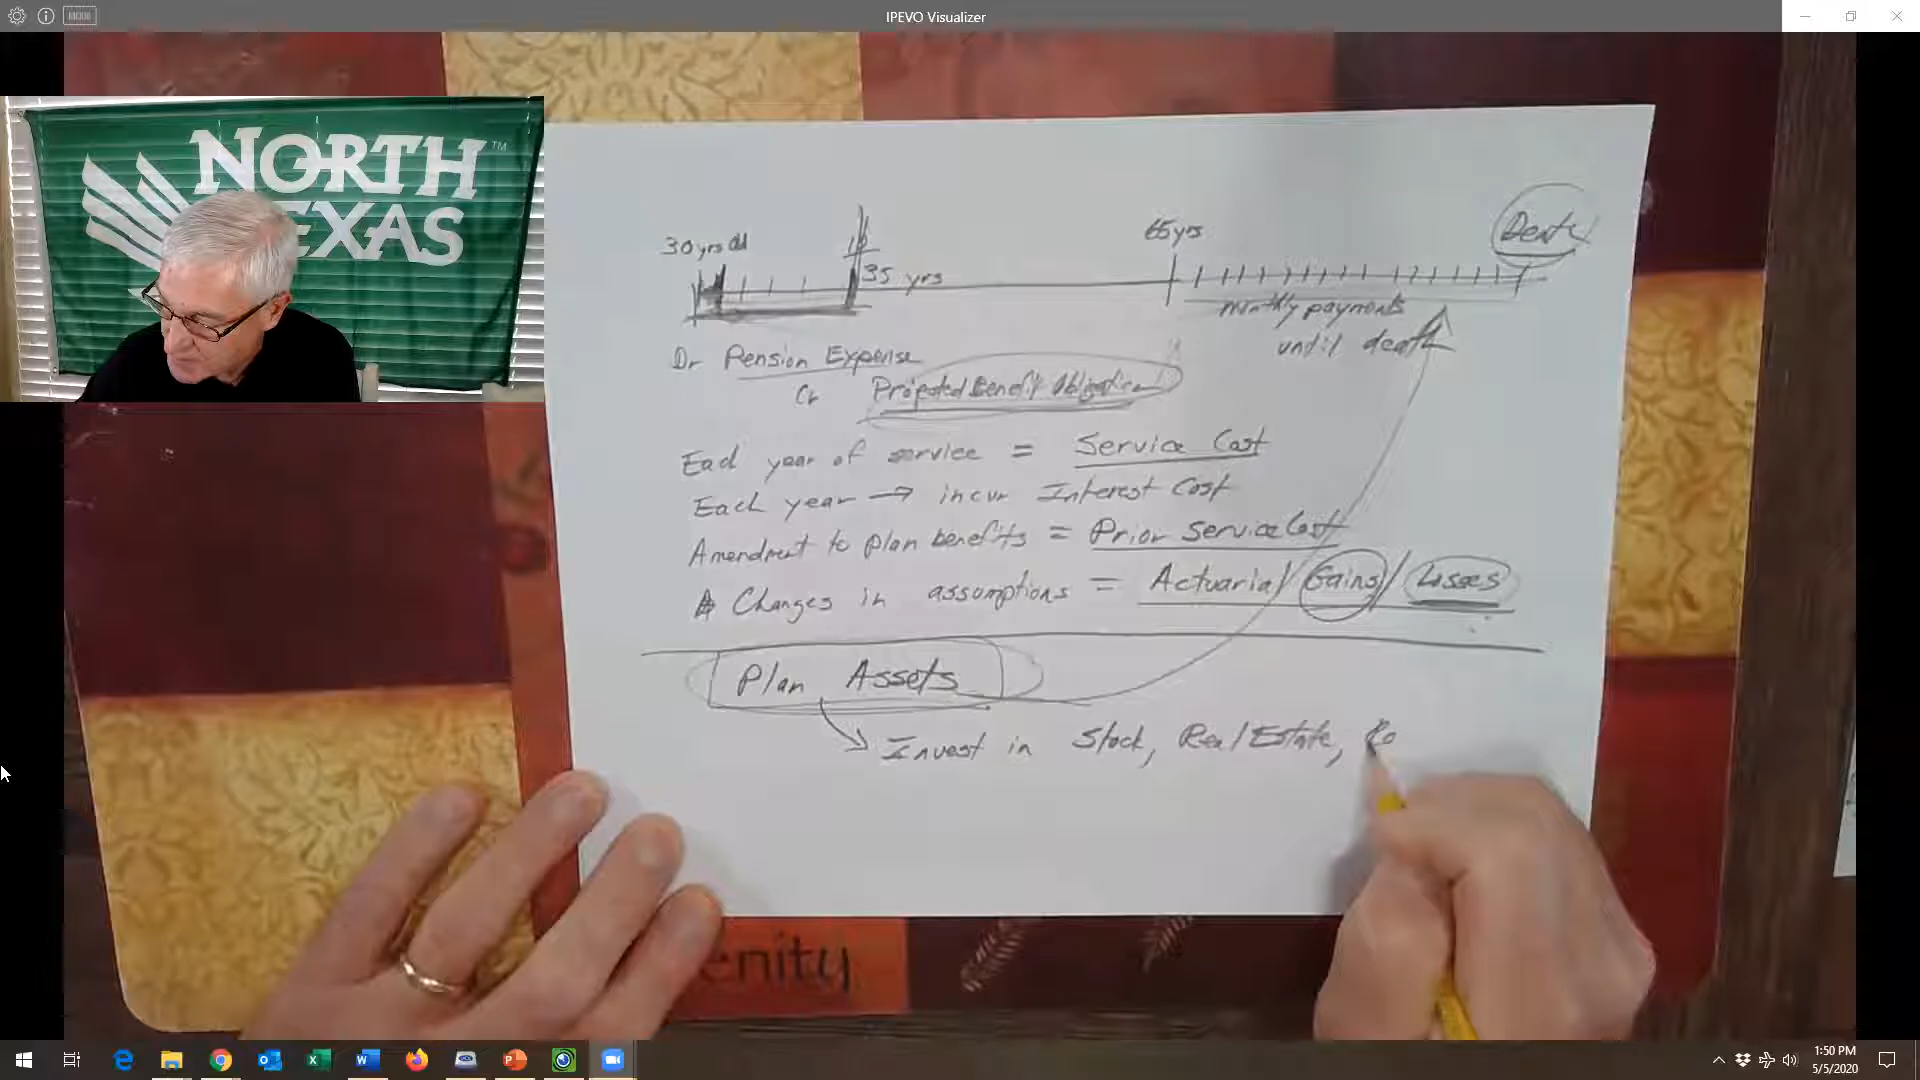 MODE
IPEVO Visualizer
NORTH
TEXAS
TM
30 yrs old
35 yrs
65 yrs
Death
monthly payments
until death
Dr Pension Expense
Cr Projected Benefit Obligation
Each year of service = Service Cost
Each year → incur Interest Cost
Amendment to plan benefits = Prior Service Cost
Changes in assumptions = Actuarial Gains / Losses
Plan Assets
Invest in Stock, Real Estate,
enity
1:50 PM
5/5/2020